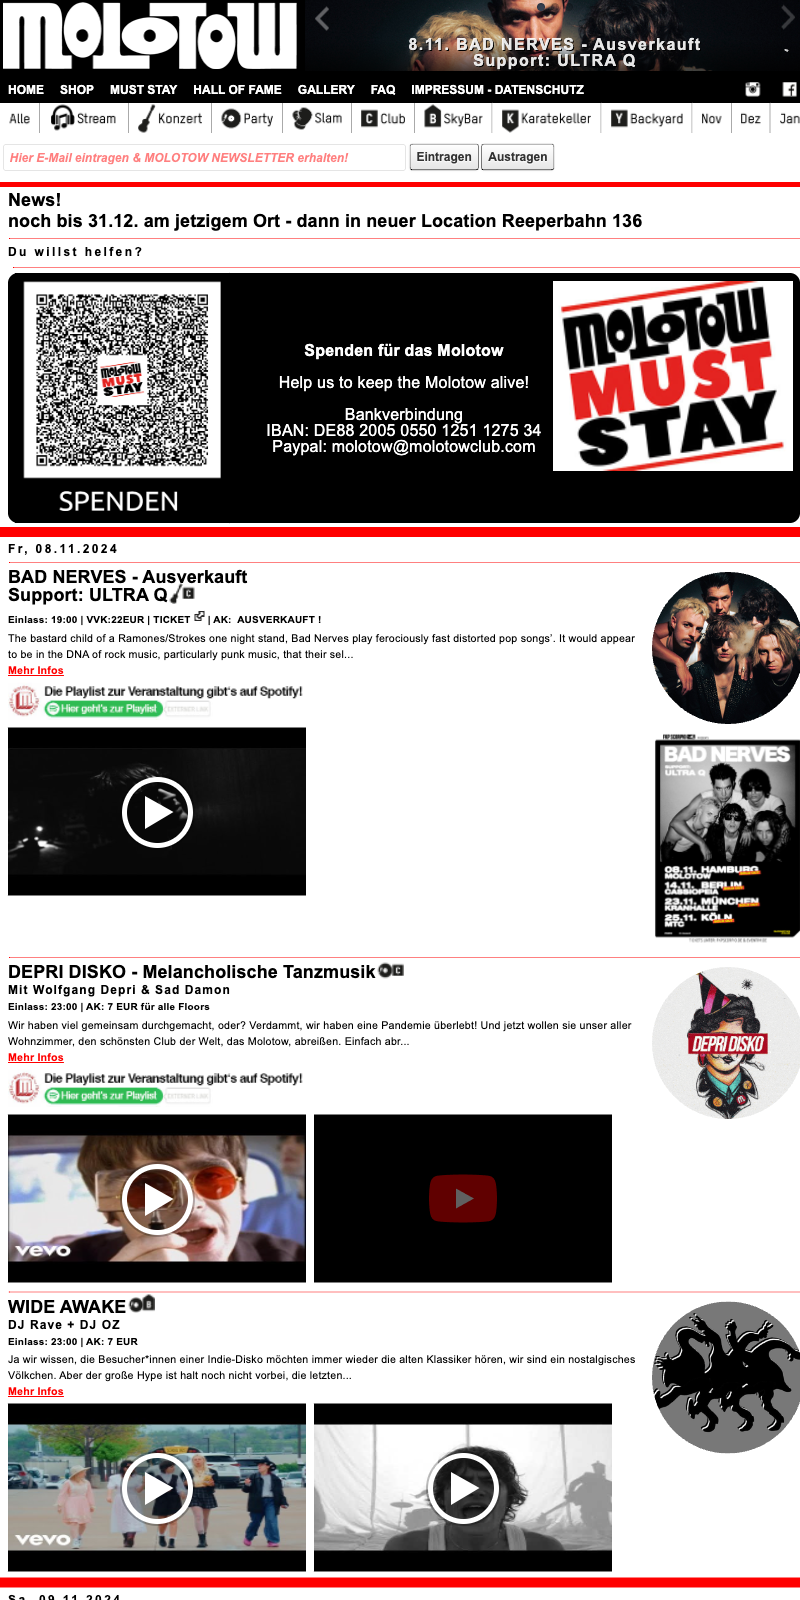 MOLOTOW
8.11. BAD NERVES - Ausverkauft
Support: ULTRA Q
HOME SHOP MUST STAY HALL OF FAME GALLERY FAQ IMPRESSUM - DATENSCHUTZ
Alle Stream Konzert Party Slam C Club B SkyBar K Karatekeller Y Backyard Nov Dez Jan
Hier E-Mail eintragen & MOLOTOW NEWSLETTER erhalten! Eintragen Austragen
News!
noch bis 31.12. am jetzigem Ort - dann in neuer Location Reeperbahn 136
Du willst helfen?
MOLOTOW
MUST
STAY
SPENDEN
Spenden für das Molotow
Help us to keep the Molotow alive!
Bankverbindung
IBAN: DE88 2005 0550 1251 1275 34
Paypal: molotow@molotowclub.com
MOLOTOW
MUST
STAY
Fr, 08.11.2024
BAD NERVES - Ausverkauft
Support: ULTRA Q C
Einlass: 19:00 | VVK:22EUR | TICKET | AK: AUSVERKAUFT !
The bastard child of a Ramones/Strokes one night stand, Bad Nerves play ferociously fast distorted pop songs’. It would appear
to be in the DNA of rock music, particularly punk music, that their sel...
Mehr Infos
Die Playlist zur Veranstaltung gibt's auf Spotify!
Hier geht's zur Playlist EXTERNER LINK
BAD NERVES
SUPPORT:
ULTRA Q
08.11. HAMBURG
MOLOTOW
14.11. BERLIN
CASSIOPEIA
23.11. MÜNCHEN
KRANHALLE
25.11. KÖLN
MTC
DEPRI DISKO - Melancholische Tanzmusik C
Mit Wolfgang Depri & Sad Damon
Einlass: 23:00 | AK: 7 EUR für alle Floors
Wir haben viel gemeinsam durchgemacht, oder? Verdammt, wir haben eine Pandemie überlebt! Und jetzt wollen sie unser aller
Wohnzimmer, den schönsten Club der Welt, das Molotow, abreißen. Einfach abr...
Mehr Infos
Die Playlist zur Veranstaltung gibt's auf Spotify!
Hier geht's zur Playlist EXTERNER LINK
DEPRI DISKO
vevo
WIDE AWAKE B
DJ Rave + DJ OZ
Einlass: 23:00 | AK: 7 EUR
Ja wir wissen, die Besucher*innen einer Indie-Disko möchten immer wieder die alten Klassiker hören, wir sind ein nostalgisches
Völkchen. Aber der große Hype ist halt noch nicht vorbei, die letzten...
Mehr Infos
vevo
Sa, 09.11.2024